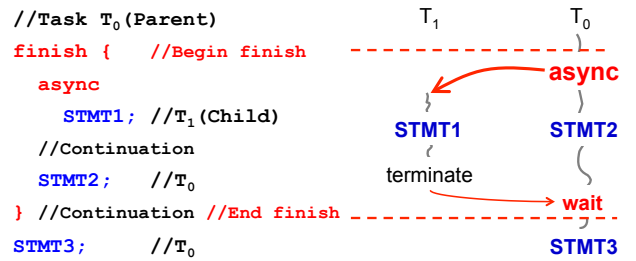 //Task T0(Parent)
finish { //Begin finish
async
STMT1; //T1(Child)
//Continuation
STMT2; //T0
} //Continuation //End finish
STMT3; //T0
T1 T0
async
STMT1 STMT2
terminate
wait
STMT3